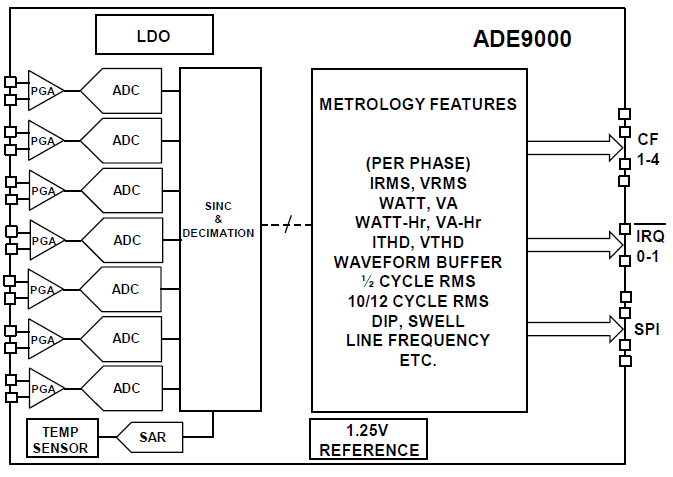 LDO
ADE9000
PGA
ADC
PGA
ADC
PGA
ADC
PGA
ADC
PGA
ADC
PGA
ADC
PGA
ADC
SINC
&
DECIMATION
TEMP
SENSOR
SAR
METROLOGY FEATURES
(PER PHASE)
IRMS, VRMS
WATT, VA
WATT-Hr, VA-Hr
ITHD, VTHD
WAVEFORM BUFFER
½ CYCLE RMS
10/12 CYCLE RMS
DIP, SWELL
LINE FREQUENCY
ETC.
1.25V
REFERENCE
CF
1-4
IRQ
0-1
SPI